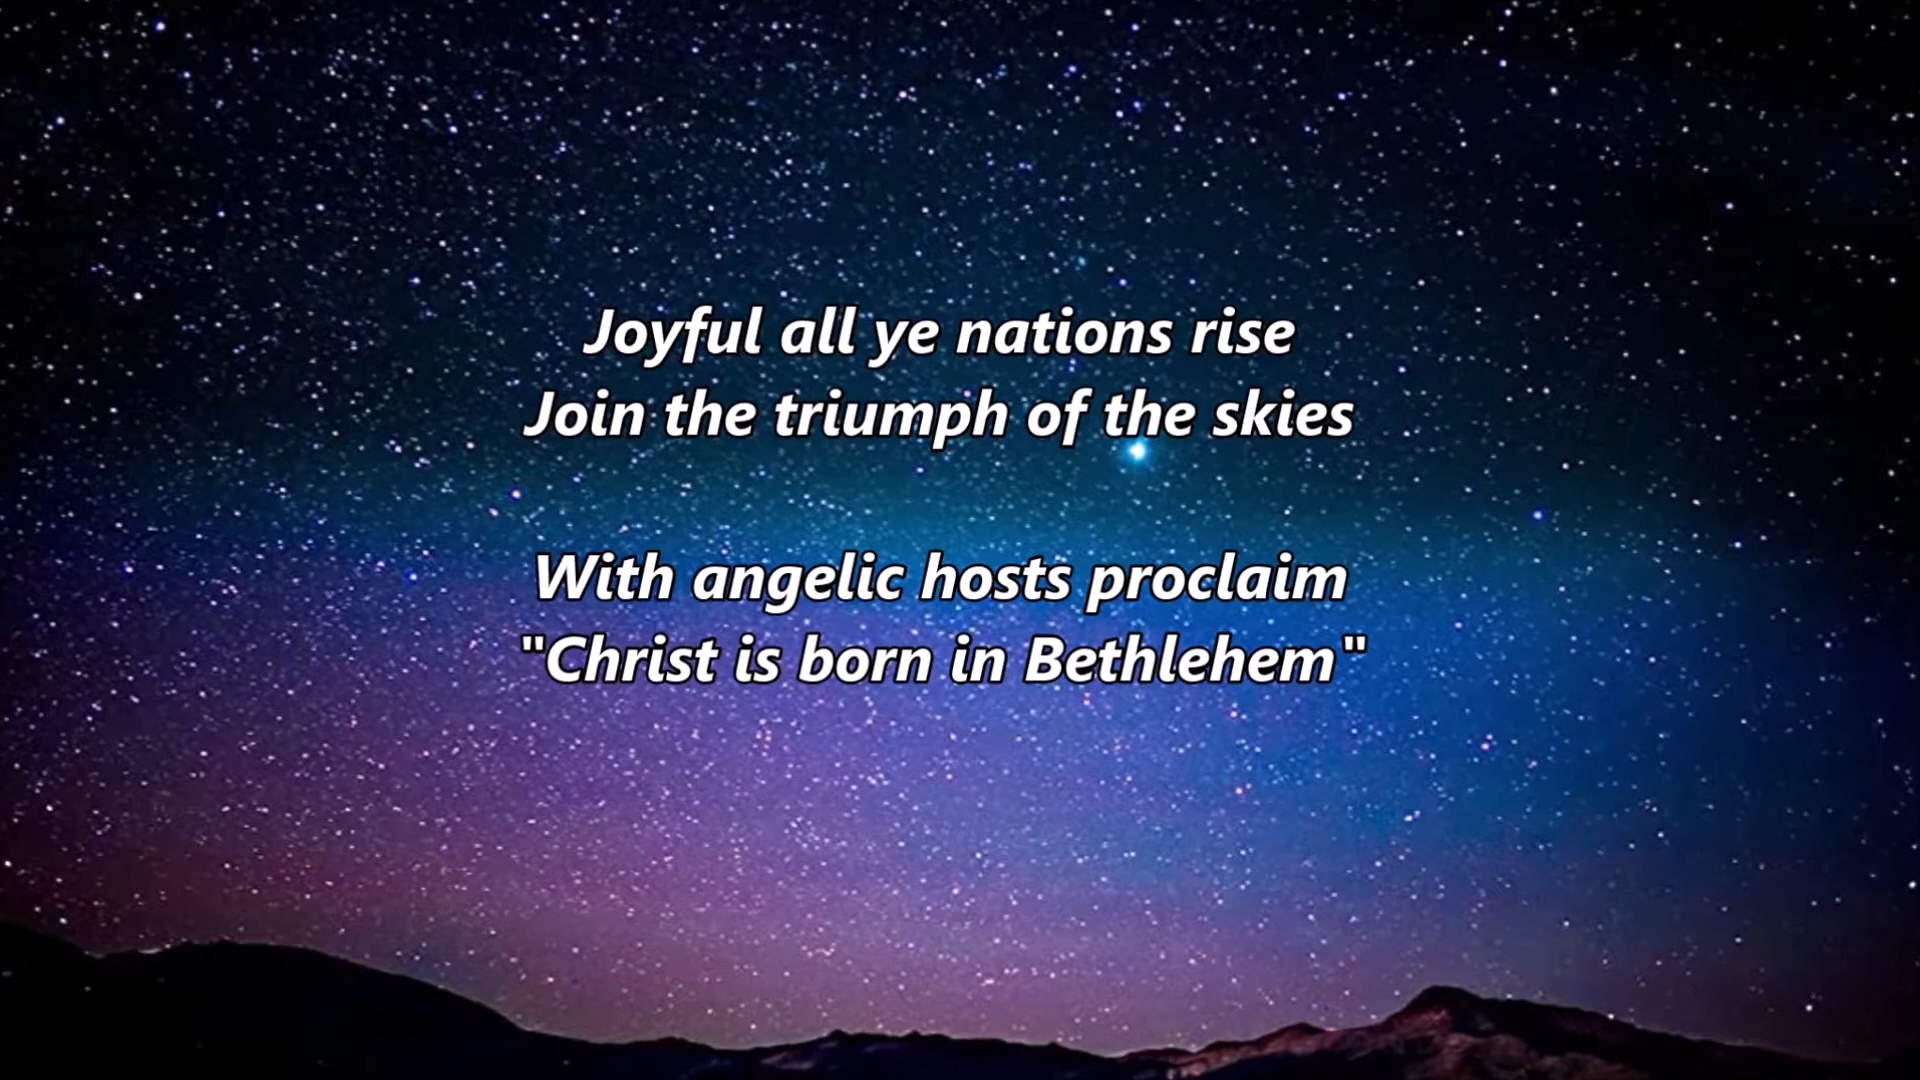 Joyful all ye nations rise
Join the triumph of the skies
With angelic hosts proclaim
"Christ is born in Bethlehem"